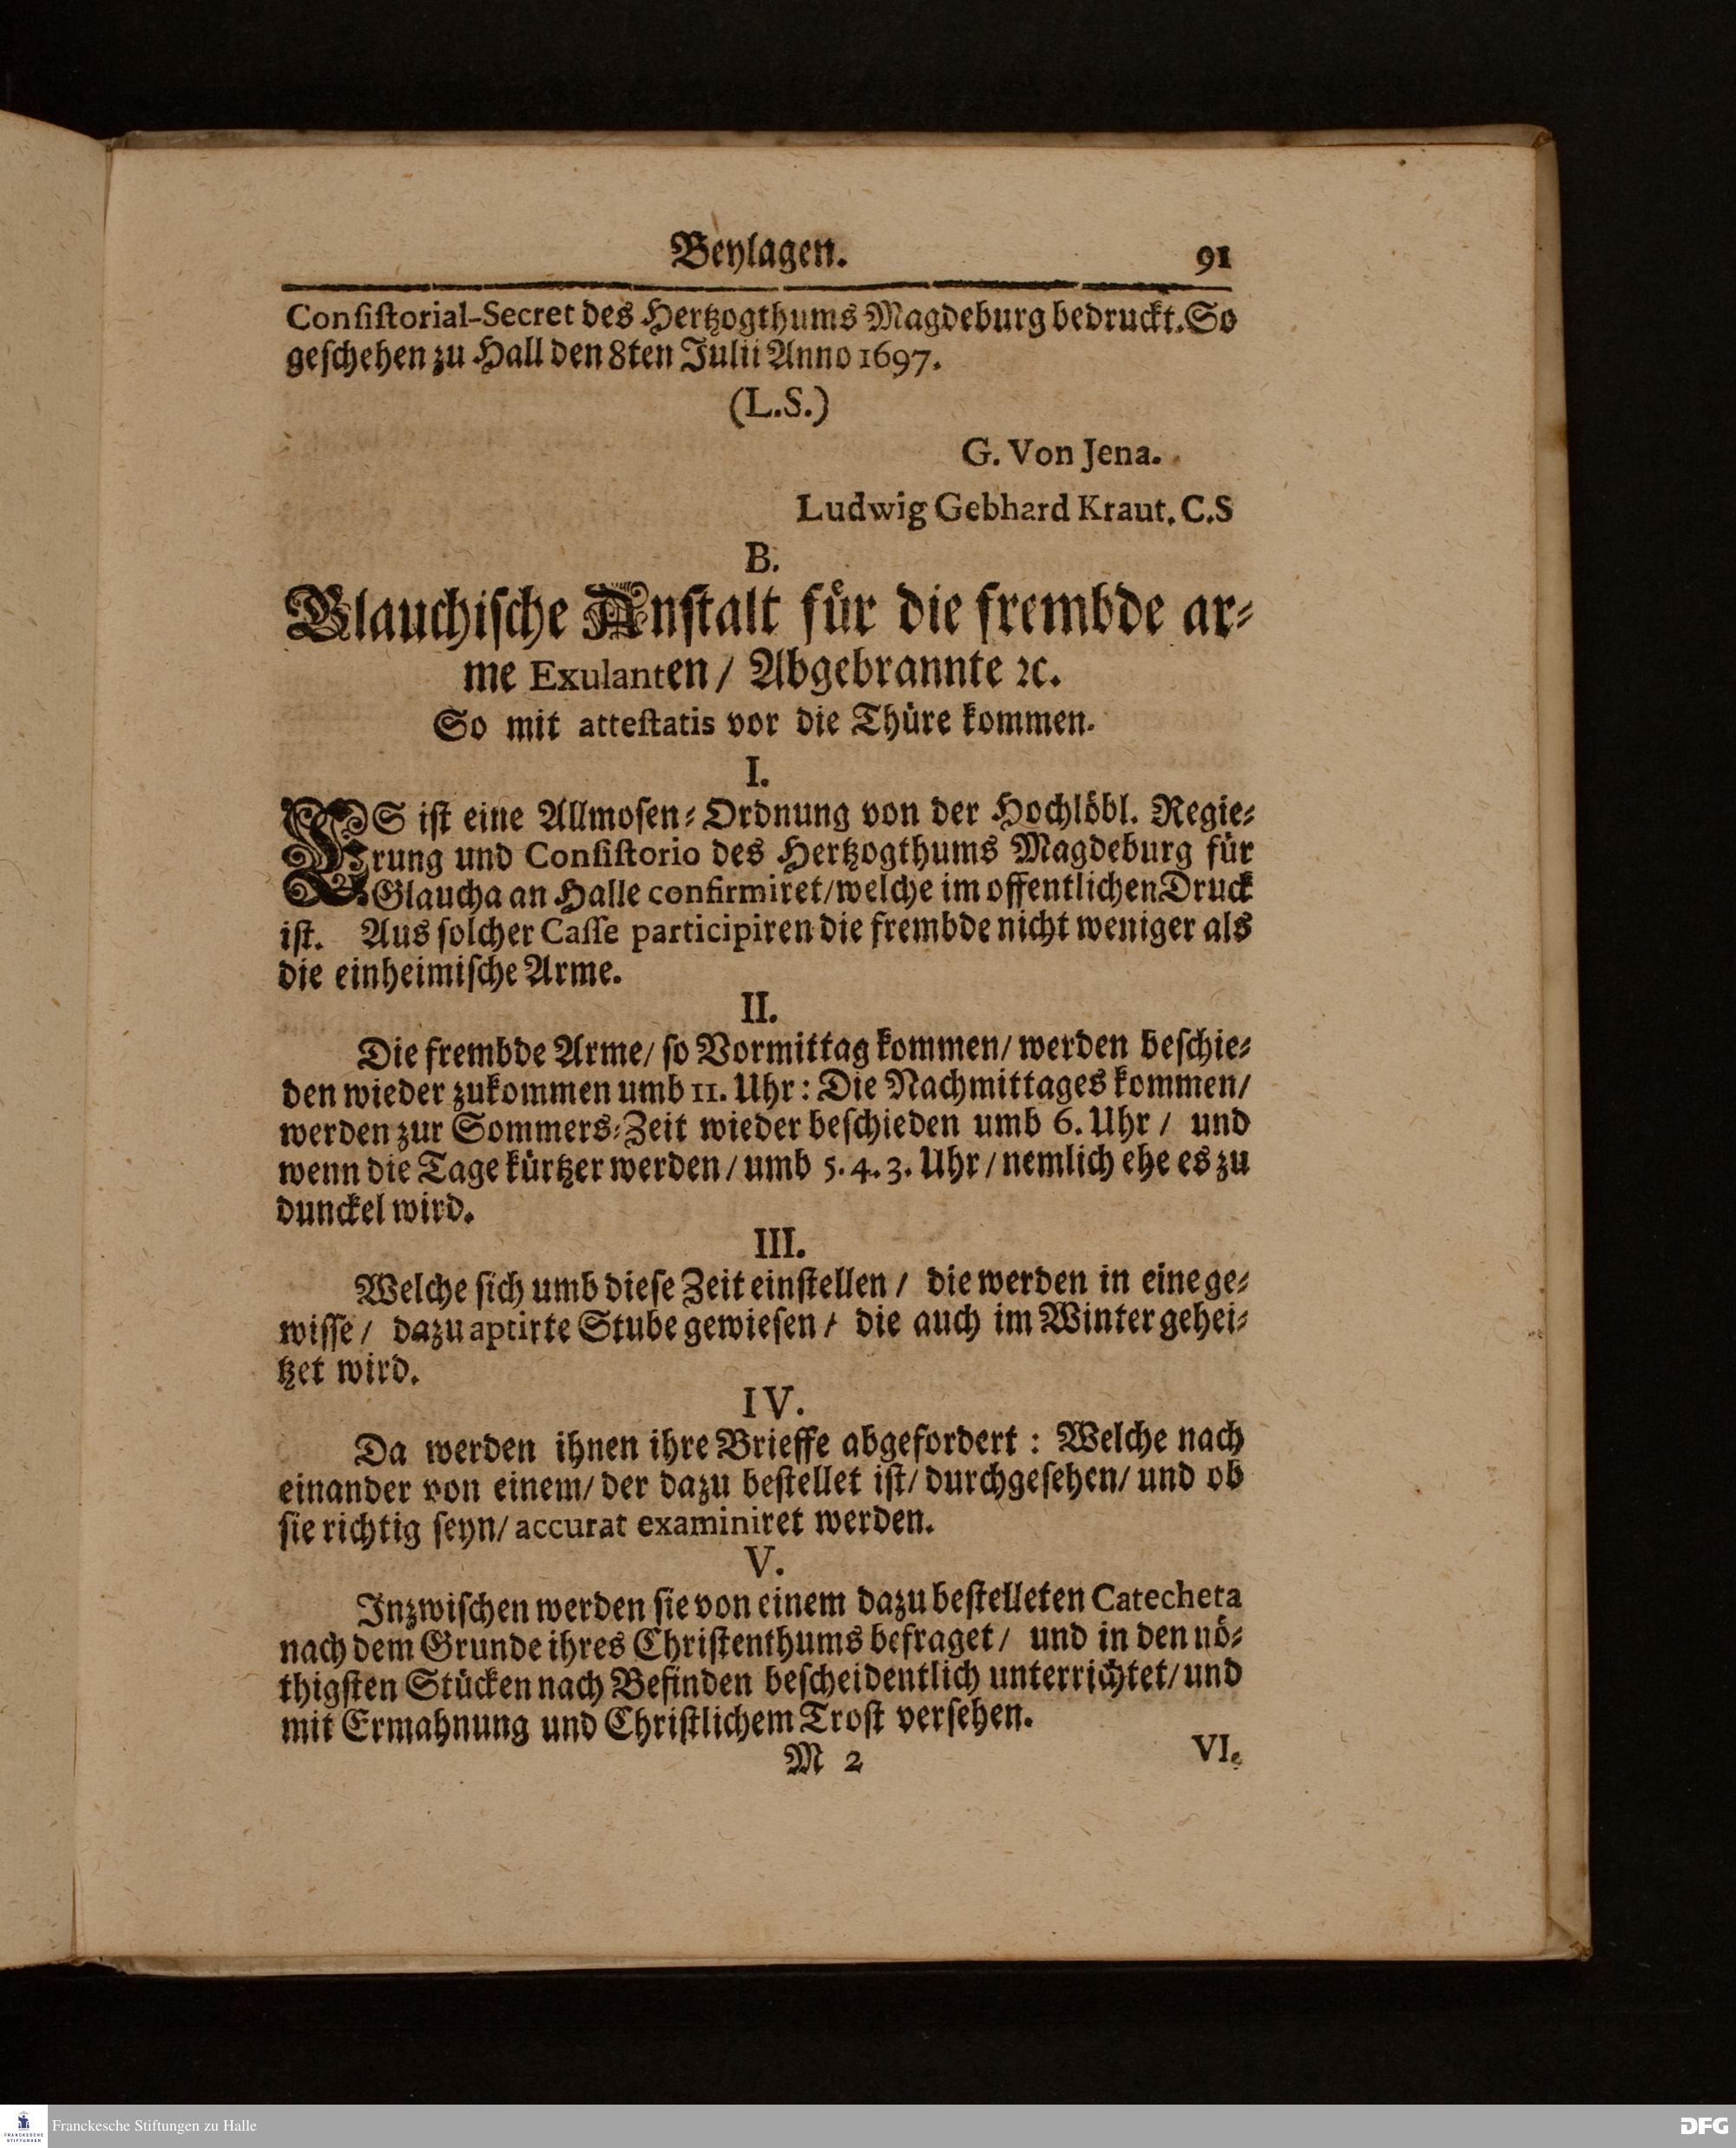 Beylagen. 91
Conſiſtorial-Secret des Hertzogthums Magdeburg bedruckt. So
geſchehen zu Hall den 8ten Julii Anno 1697.
(L.S.)
G. Von Jena.
Ludwig Gebhard Kraut, C.S
B.
Glauchiſche Anſtalt für die frembde ar-
me Exulanten / Abgebrannte ꝛc.
So mit atteſtatis vor die Thüre kommen.
I.
ES iſt eine Allmoſen-Ordnung von der Hochlöbl. Regie-
rung und Conſiſtorio des Hertzogthums Magdeburg für
Glaucha an Halle confirmiret/ welche im offentlichen Druck
iſt. Aus ſolcher Caſſe participiren die frembde nicht weniger als
die einheimiſche Arme.
II.
Die frembde Arme/ ſo Vormittag kommen/ werden beſchie-
den wieder zukommen umb 11. Uhr: Die Nachmittages kommen/
werden zur Sommers-Zeit wieder beſchieden umb 6. Uhr / und
wenn die Tage kürtzer werden / umb 5. 4. 3. Uhr / nemlich ehe es zu
dunckel wird.
III.
Welche ſich umb dieſe Zeit einſtellen / die werden in eine ge-
wiſſe / dazu aptirte Stube gewieſen / die auch im Winter gehei-
tzet wird.
IV.
Da werden ihnen ihre Brieffe abgefordert : Welche nach
einander von einem/ der dazu beſtellet iſt/ durchgeſehen/ und ob
ſie richtig ſeyn/ accurat examiniret werden.
V.
Inzwiſchen werden ſie von einem dazu beſtelleten Catecheta
nach dem Grunde ihres Chriſtenthums befraget / und in den nö-
thigſten Stücken nach Befinden beſcheidentlich unterrichtet/ und
mit Ermahnung und Chriſtlichem Troſt verſehen.
M 2 VI.
FRANCKESCHE STIFTUNGEN
Franckesche Stiftungen zu Halle
DFG